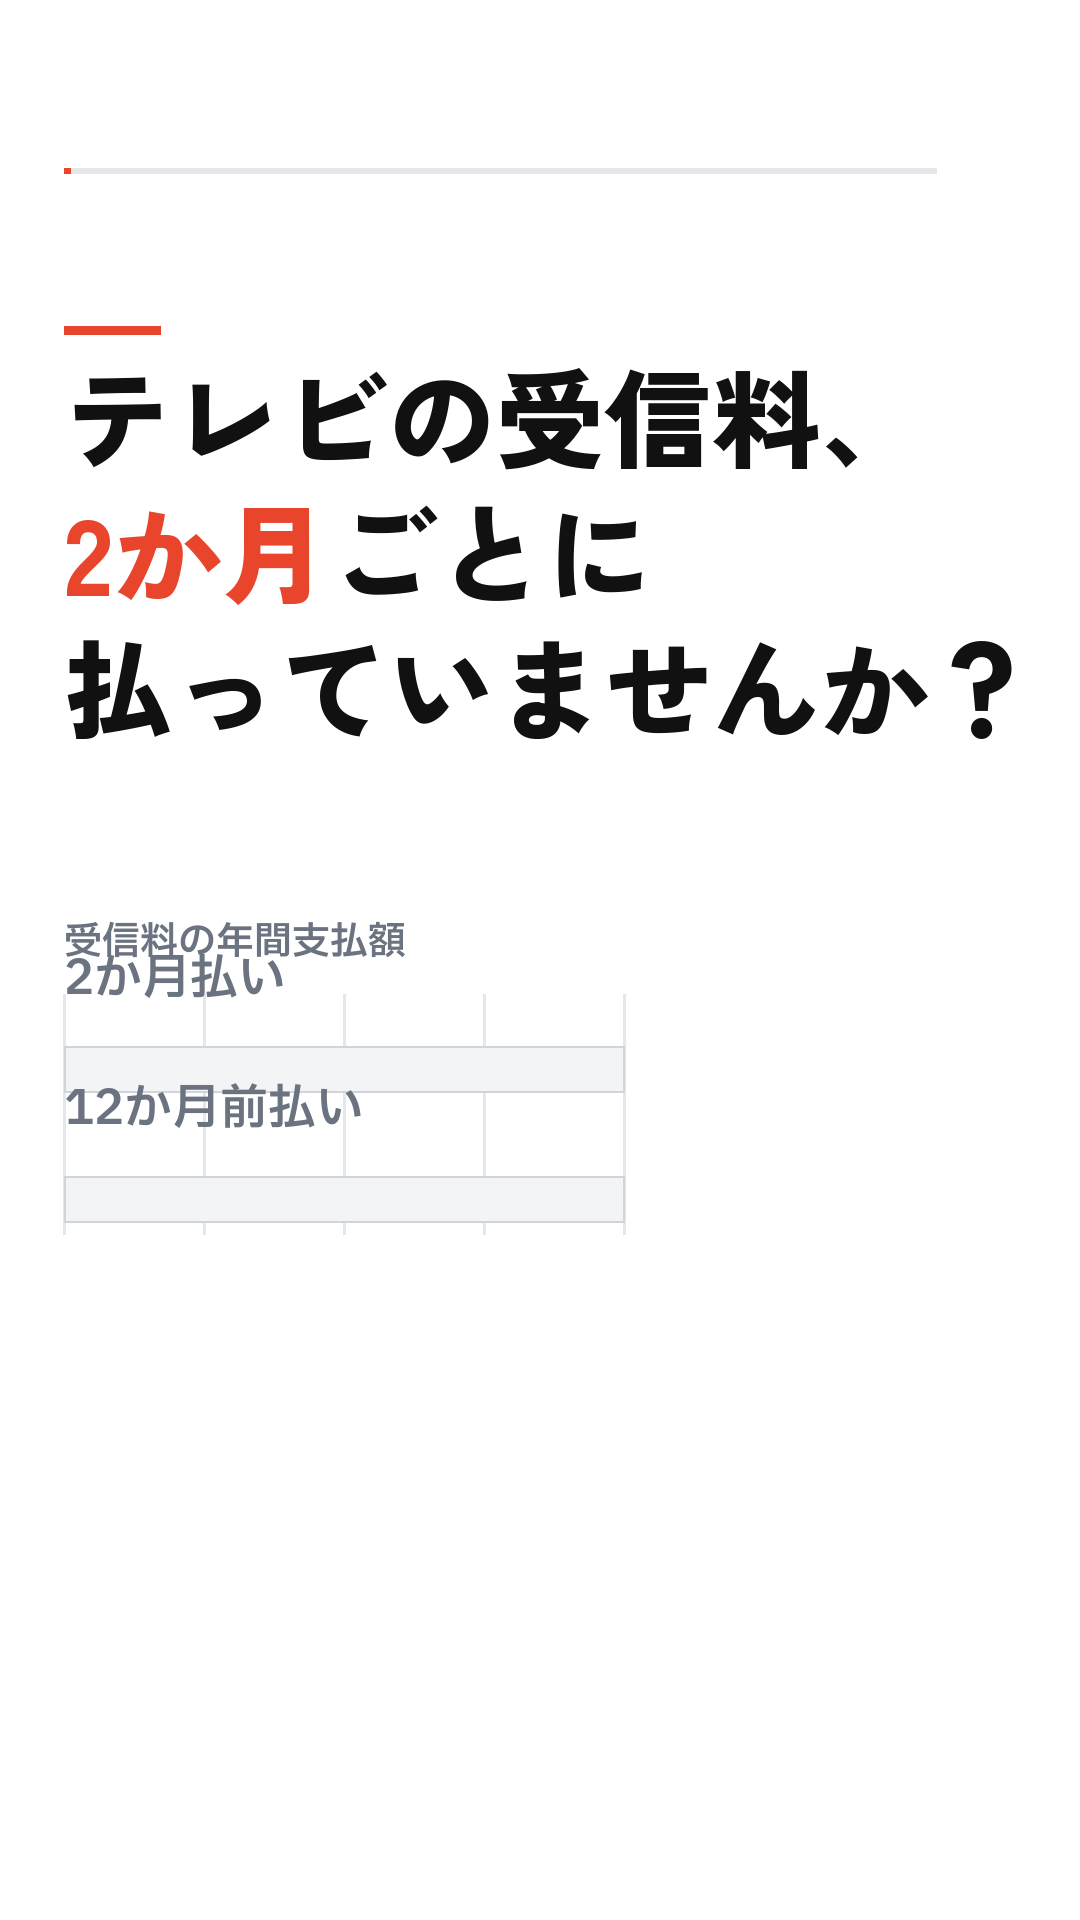 テレビの受信料、
2か月ごとに
払っていませんか？
受信料の年間支払額
2か月払い
12か月前払い